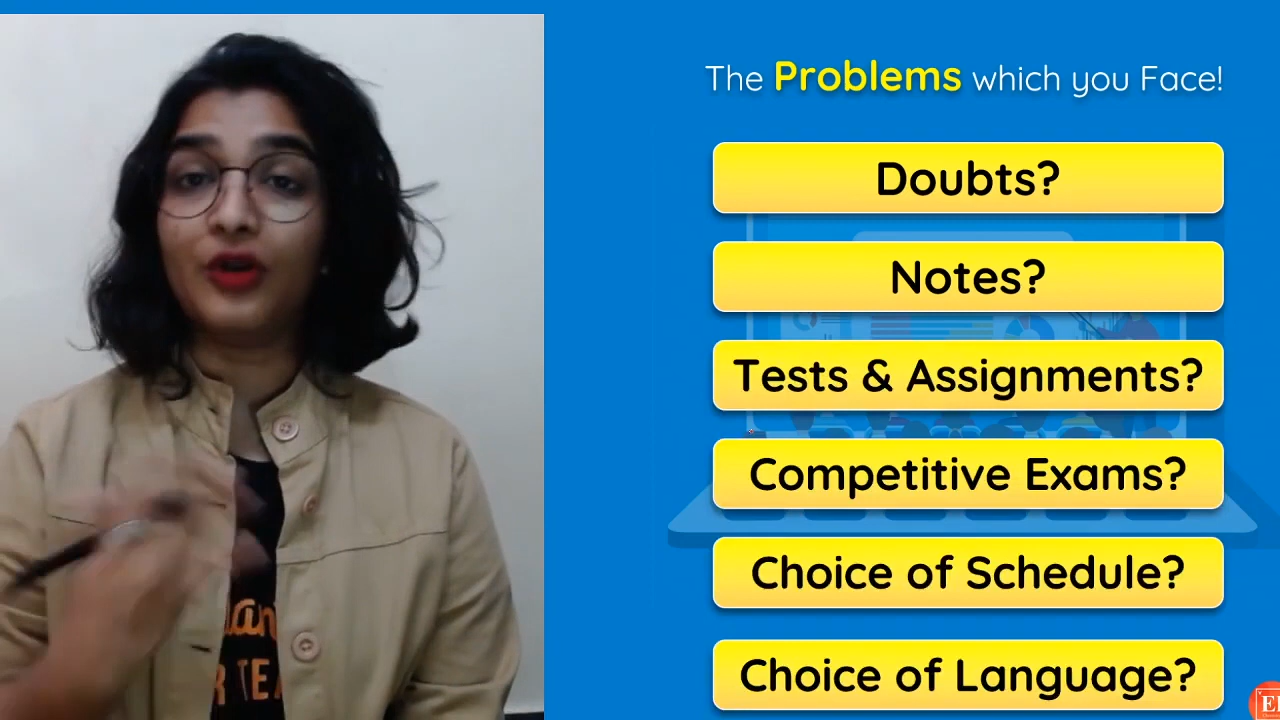 The Problems which you Face!
Doubts?
Notes?
Tests & Assignments?
Competitive Exams?
Choice of Schedule?
Choice of Language?